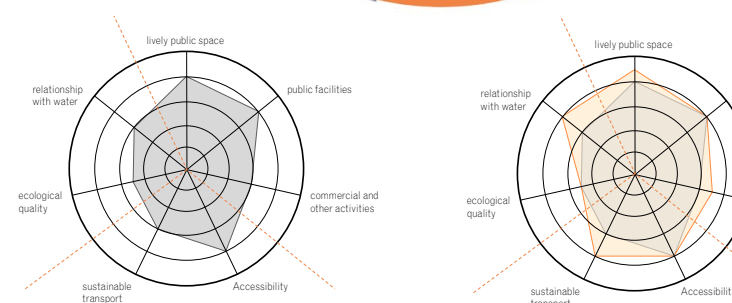 lively public space
relationship
with water
public facilities
ecological
quality
commercial and
other activities
sustainable
transport
Accessibility
lively public space
relationship
with water
ecological
quality
sustainable